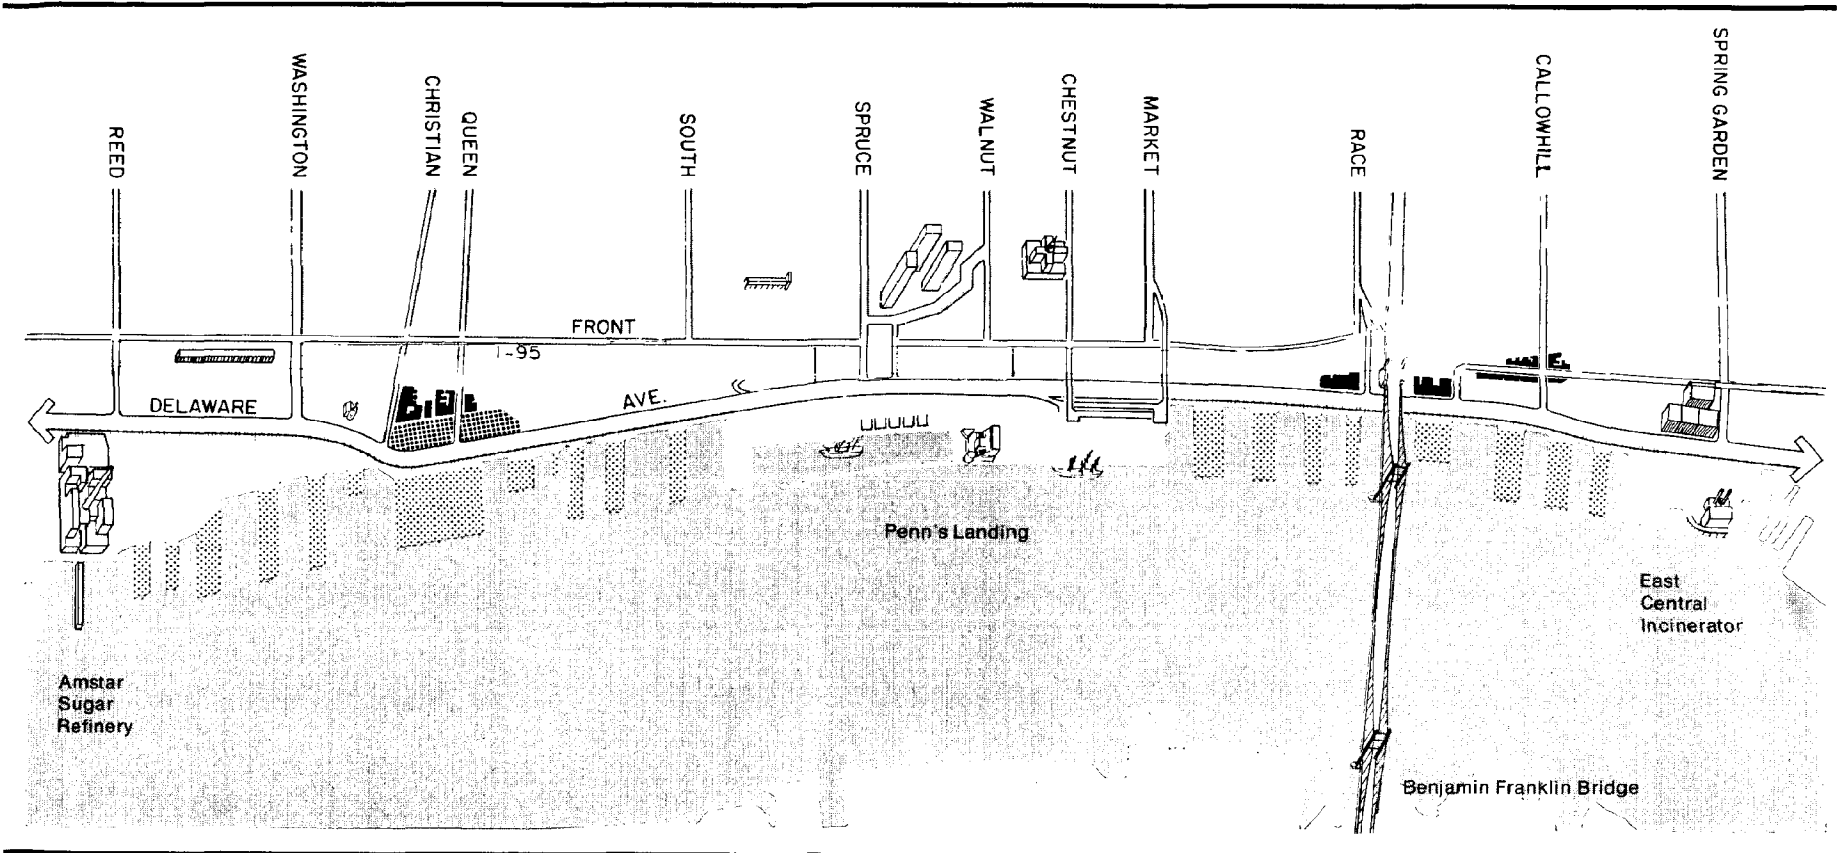 REED
WASHINGTON
CHRISTIAN
QUEEN
SOUTH
SPRUCE
WALNUT
CHESTNUT
MARKET
RACE
CALLOWHILL
SPRING GARDEN
FRONT
I-95
DELAWARE
AVE.
Penn's Landing
East
Central
Incinerator
Amstar
Sugar
Refinery
Benjamin Franklin Bridge